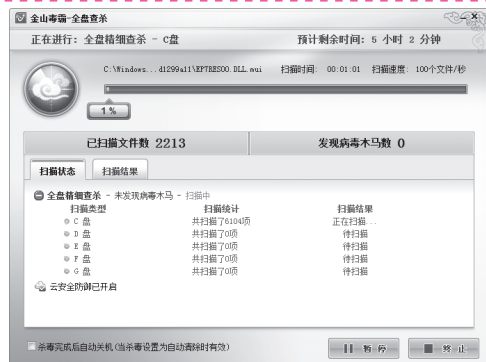 金山毒霸-全盘查杀
正在进行: 全盘精细查杀 - C盘 预计剩余时间: 5 小时 2 分钟
C:\Windows...d1299a11\EPTRES00.DLL.mui 扫描时间: 00:01:01 扫描速度: 100个文件/秒
1%
已扫描文件数 2213 发现病毒木马数 0
扫描状态 扫描结果
全盘精细查杀 - 未发现病毒木马 - 扫描中
扫描类型 扫描统计 扫描结果
C 盘 共扫描了6104项 正在扫描...
D 盘 共扫描了0项 待扫描
E 盘 共扫描了0项 待扫描
F 盘 共扫描了0项 待扫描
G 盘 共扫描了0项 待扫描
云安全防御已开启
杀毒完成后自动关机(当杀毒设置为自动清除时有效) 暂 停 终 止